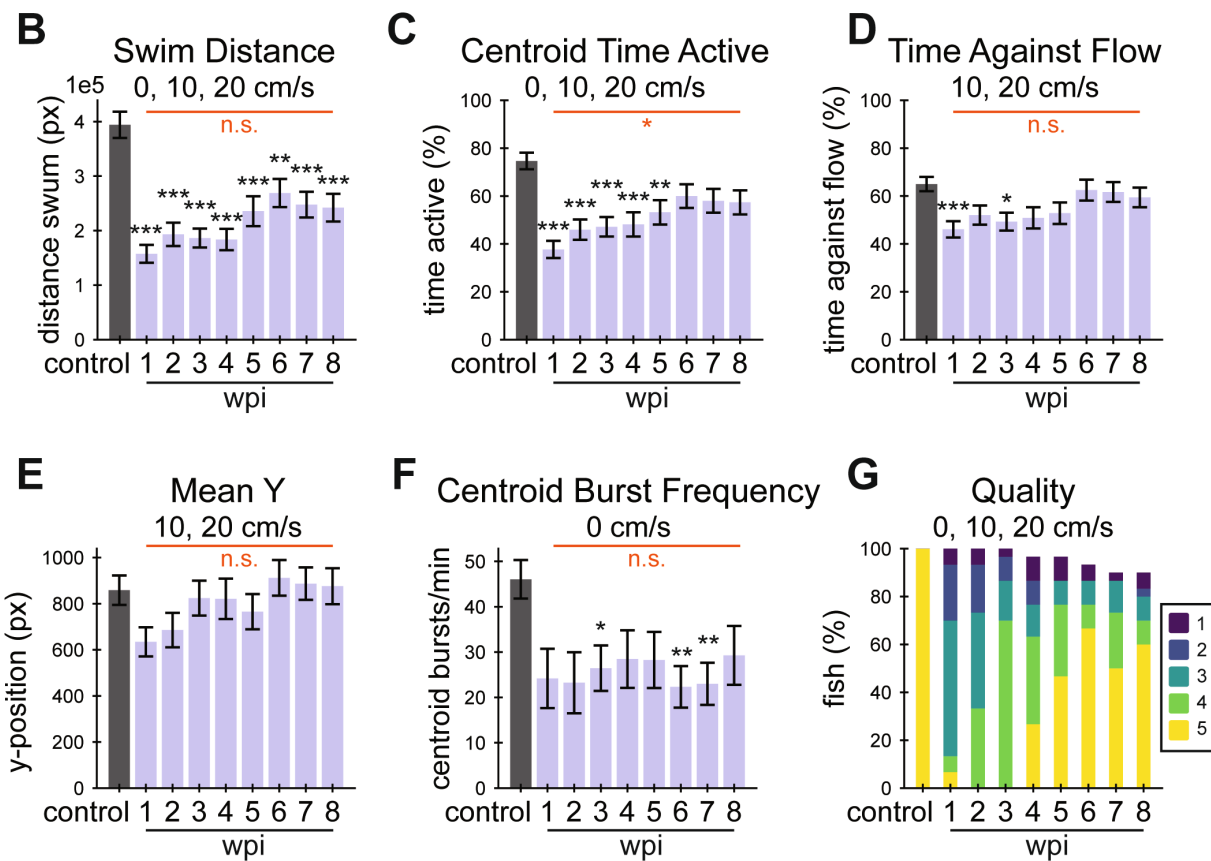 B
Swim Distance
0, 10, 20 cm/s
1e5
n.s.
distance swum (px)
4
3
2
1
0
*** *** *** *** *** ** *** ***
control 1 2 3 4 5 6 7 8
wpi
C
Centroid Time Active
0, 10, 20 cm/s
*
time active (%)
100
80
60
40
20
0
*** *** *** *** **
control 1 2 3 4 5 6 7 8
wpi
D
Time Against Flow
10, 20 cm/s
n.s.
time against flow (%)
100
80
60
40
20
0
*** *
control 1 2 3 4 5 6 7 8
wpi
E
Mean Y
10, 20 cm/s
n.s.
y-position (px)
1000
800
600
400
200
0
control 1 2 3 4 5 6 7 8
wpi
F
Centroid Burst Frequency
0 cm/s
n.s.
centroid bursts/min
50
40
30
20
10
0
* ** **
control 1 2 3 4 5 6 7 8
wpi
G
Quality
0, 10, 20 cm/s
fish (%)
100
80
60
40
20
0
control 1 2 3 4 5 6 7 8
wpi
1
2
3
4
5